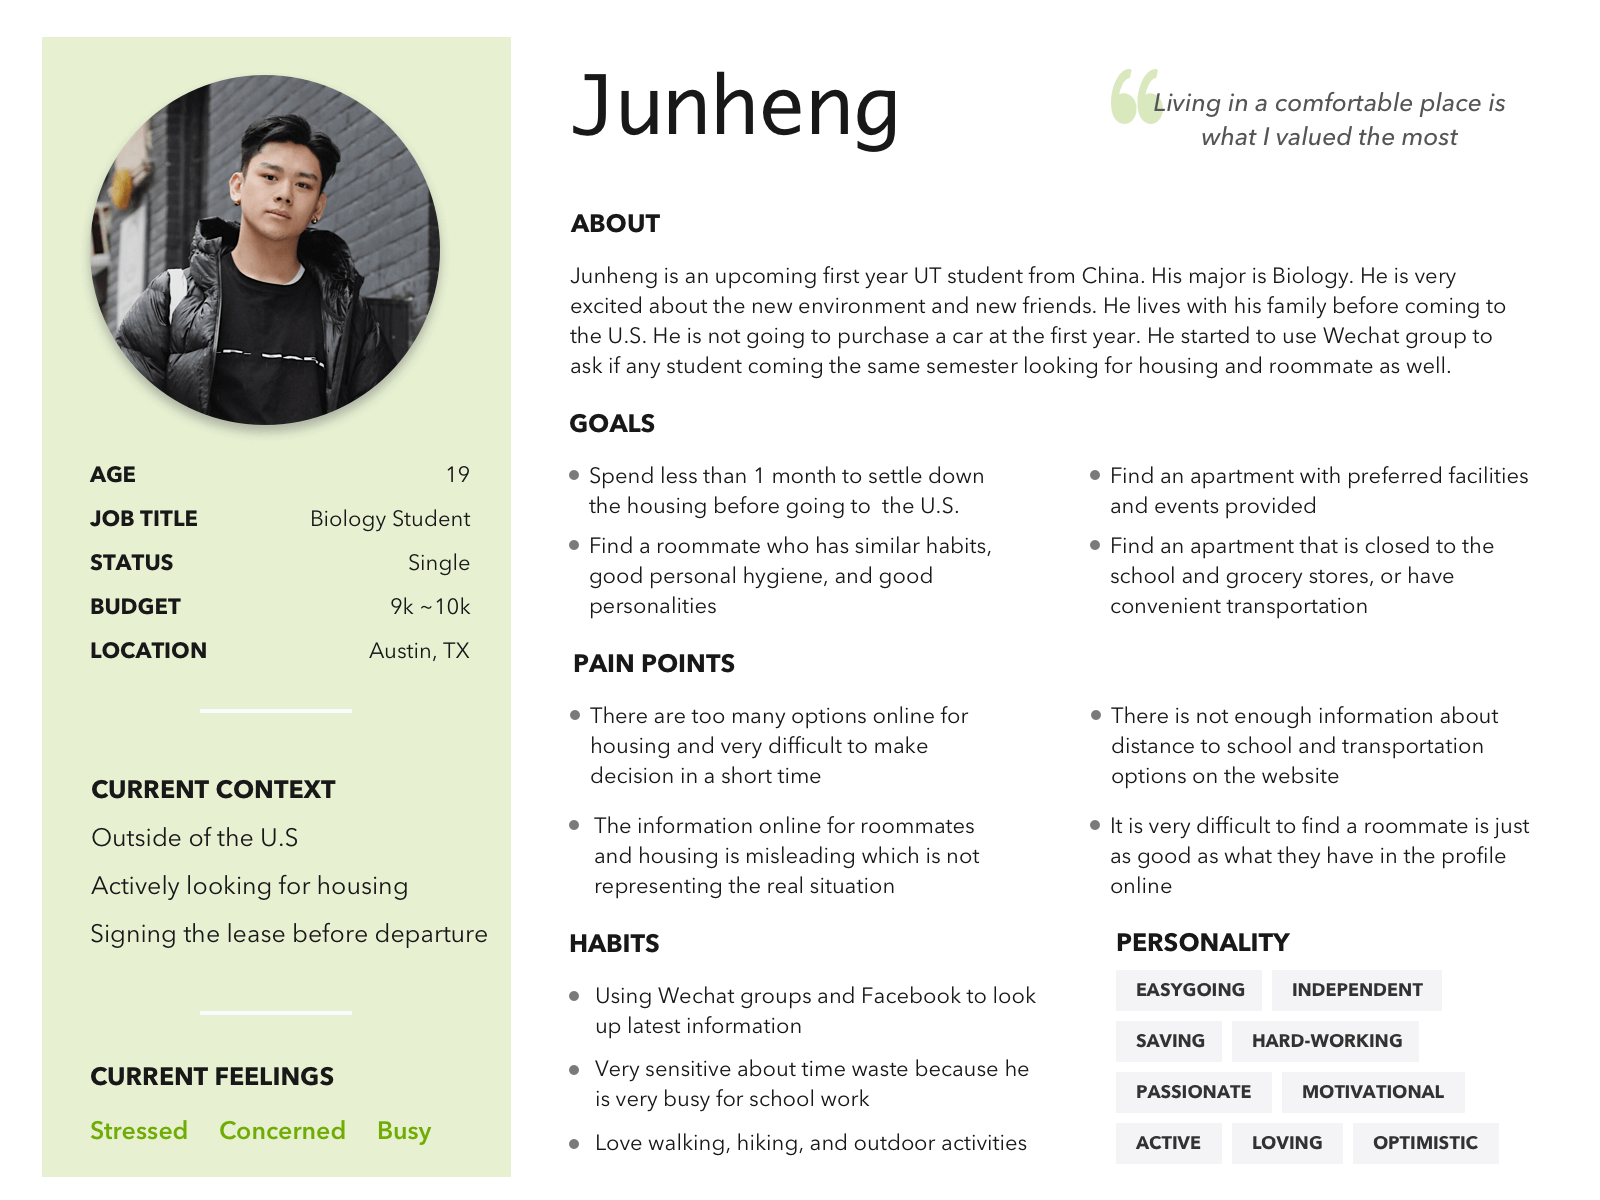 Junheng
Living in a comfortable place is
what I valued the most
AGE 19
JOB TITLE Biology Student
STATUS Single
BUDGET 9k ~10k
LOCATION Austin, TX
CURRENT CONTEXT
Outside of the U.S
Actively looking for housing
Signing the lease before departure
CURRENT FEELINGS
Stressed Concerned Busy
ABOUT
Junheng is an upcoming first year UT student from China. His major is Biology. He is very
excited about the new environment and new friends. He lives with his family before coming to
the U.S. He is not going to purchase a car at the first year. He started to use Wechat group to
ask if any student coming the same semester looking for housing and roommate as well.
GOALS
Spend less than 1 month to settle down
the housing before going to  the U.S.
Find a roommate who has similar habits,
good personal hygiene, and good
personalities
Find an apartment with preferred facilities
and events provided
Find an apartment that is closed to the
school and grocery stores, or have
convenient transportation
PAIN POINTS
There are too many options online for
housing and very difficult to make
decision in a short time
The information online for roommates
and housing is misleading which is not
representing the real situation
There is not enough information about
distance to school and transportation
options on the website
It is very difficult to find a roommate is just
as good as what they have in the profile
online
HABITS
Using Wechat groups and Facebook to look
up latest information
Very sensitive about time waste because he
is very busy for school work
Love walking, hiking, and outdoor activities
PERSONALITY
EASYGOING INDEPENDENT
SAVING HARD-WORKING
PASSIONATE MOTIVATIONAL
ACTIVE LOVING OPTIMISTIC